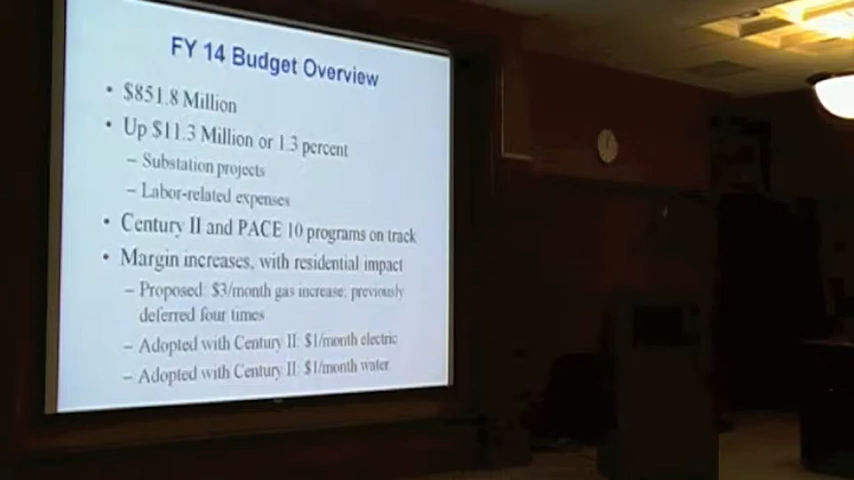 FY 14 Budget Overview
• $851.8 Million
• Up $11.3 Million or 1.3 percent
– Substation projects
– Labor-related expenses
• Century II and PACE 10 programs on track
• Margin increases, with residential impact
– Proposed: $3/month gas increase; previously
deferred four times
– Adopted with Century II: $1/month electric
– Adopted with Century II: $1/month water